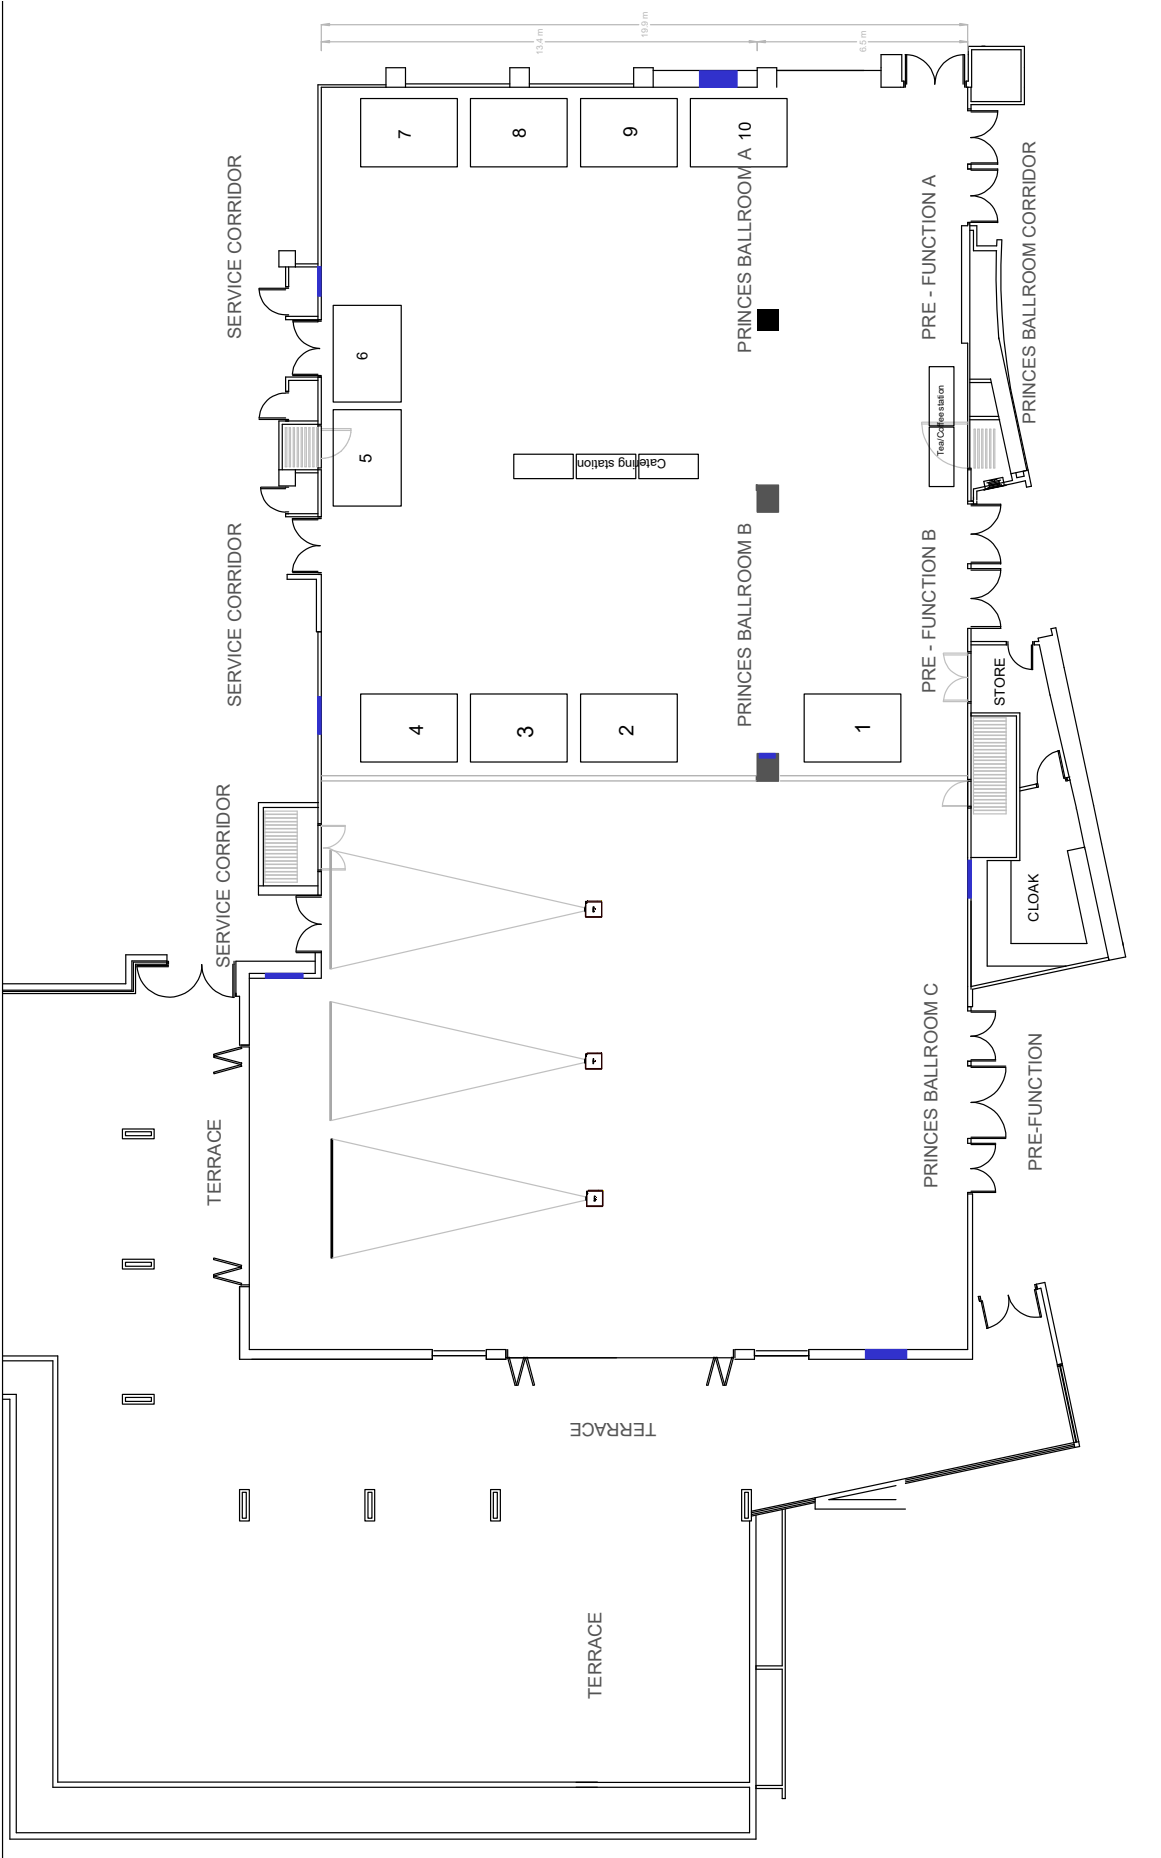 19.9 m
13.4 m
6.5 m
7
8
9
10
SERVICE CORRIDOR
PRINCES BALLROOM A
PRE - FUNCTION A
PRINCES BALLROOM CORRIDOR
6
5
Tea/Coffee station
Catering station
SERVICE CORRIDOR
PRINCES BALLROOM B
PRE - FUNCTION B
STORE
4
3
2
1
SERVICE CORRIDOR
CLOAK
PRINCES BALLROOM C
PRE-FUNCTION
TERRACE
TERRACE
TERRACE